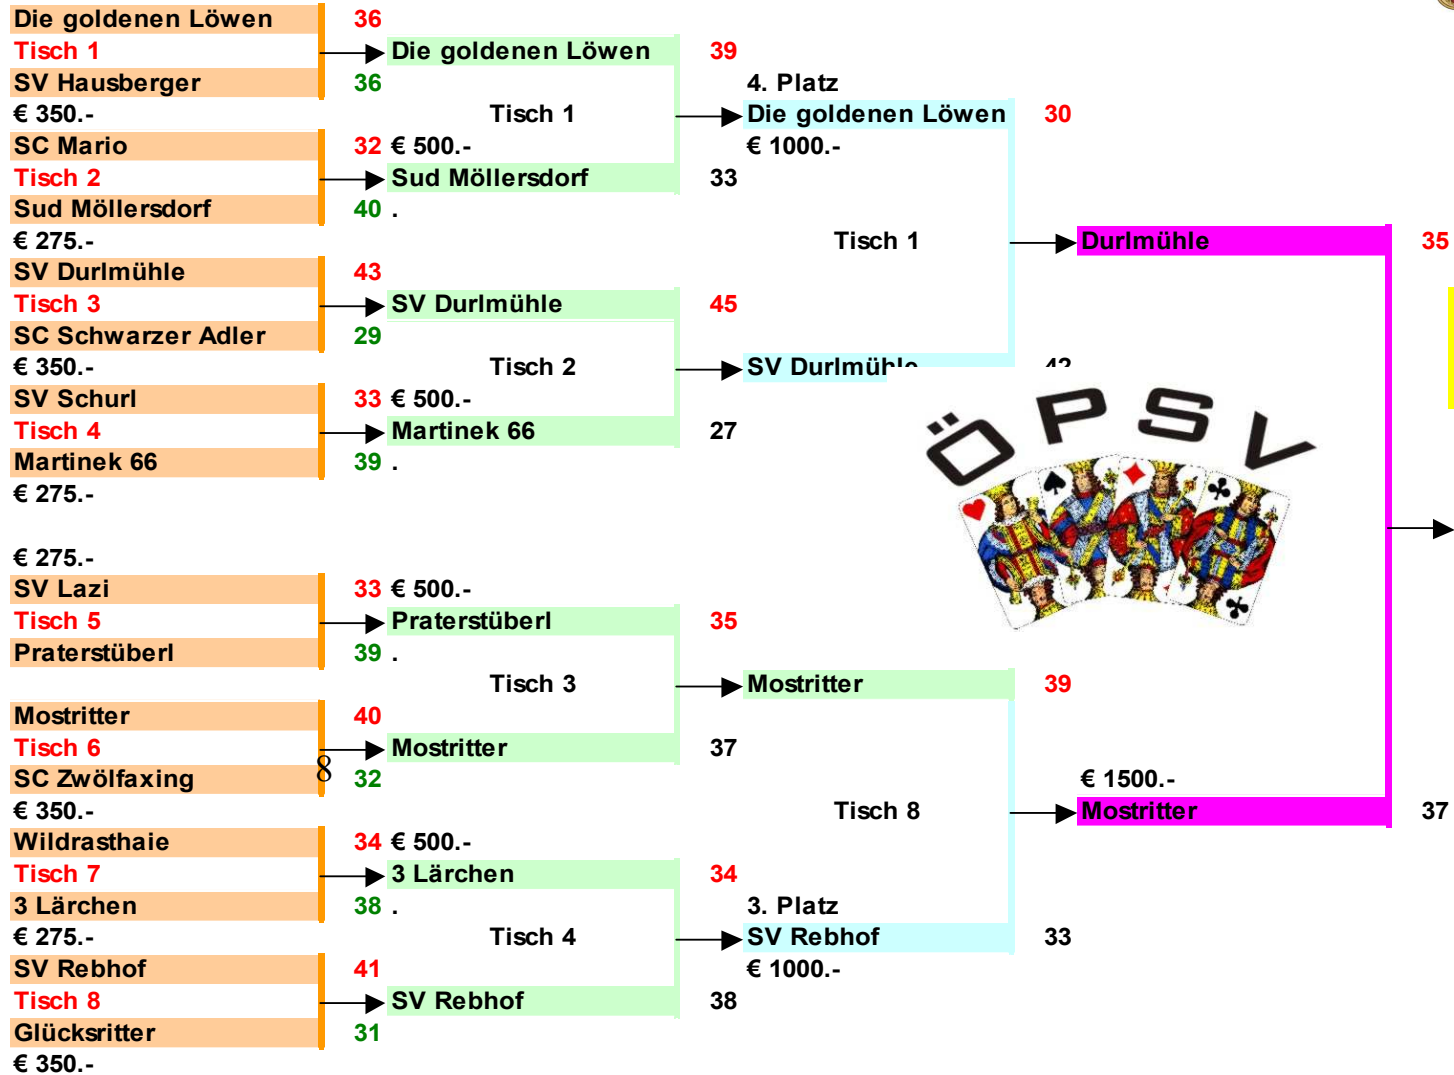 Die goldenen Löwen 36
Tisch 1 Die goldenen Löwen 39
SV Hausberger 36 4. Platz
€ 350.- Tisch 1 Die goldenen Löwen 30
SC Mario 32 € 500.- € 1000.-
Tisch 2 Sud Möllersdorf 33
Sud Möllersdorf 40 .
€ 275.- Tisch 1 Durlmühle 35
SV Durlmühle 43
Tisch 3 SV Durlmühle 45
SC Schwarzer Adler 29
€ 350.- Tisch 2 SV Durlmühle 42
SV Schurl 33 € 500.-
Tisch 4 Martinek 66 27
Martinek 66 39 .
€ 275.-
ÖPSV
€ 275.-
SV Lazi 33 € 500.-
Tisch 5 Praterstüberl 35
Praterstüberl 39 .
Tisch 3 Mostritter 39
Mostritter 40
Tisch 6 Mostritter 37
SC Zwölfaxing 8 32 € 1500.-
€ 350.- Tisch 8 Mostritter 37
Wildrasthaie 34 € 500.-
Tisch 7 3 Lärchen 34
3 Lärchen 38 . 3. Platz
€ 275.- Tisch 4 SV Rebhof 33
SV Rebhof 41 € 1000.-
Tisch 8 SV Rebhof 38
Glücksritter 31
€ 350.-